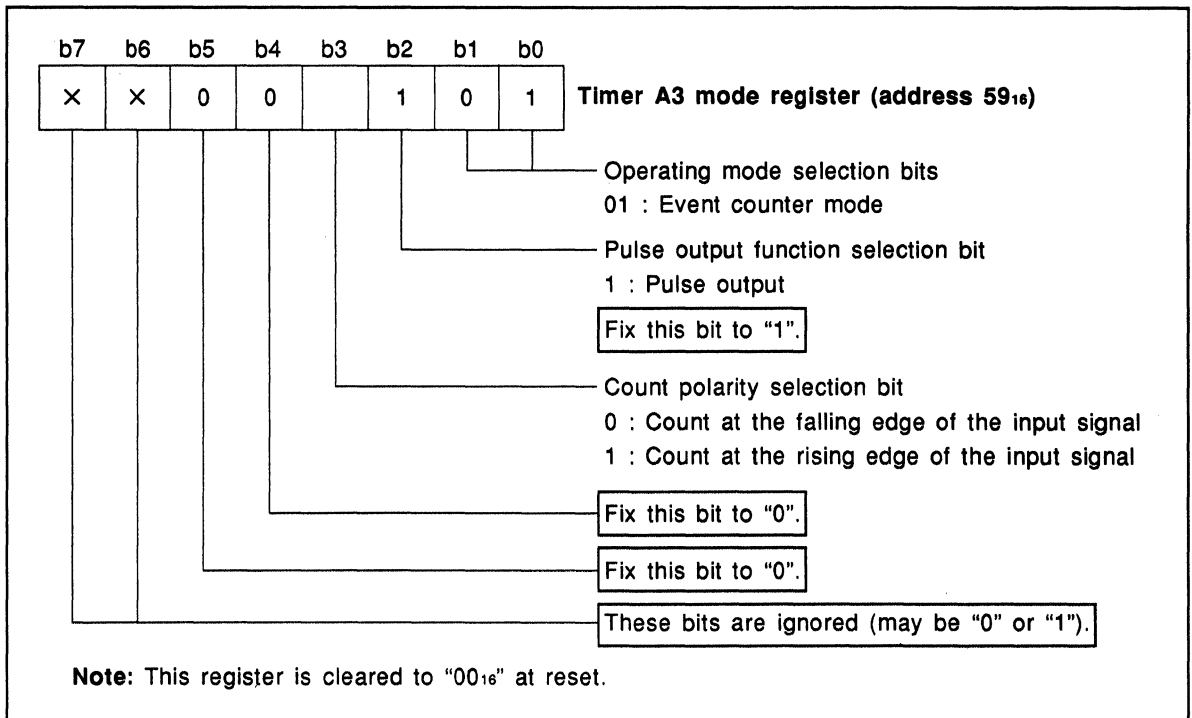 b7 b6 b5 b4 b3 b2 b1 b0
× × 0 0 1 0 1 Timer A3 mode register (address 59₁₆)
Operating mode selection bits
01 : Event counter mode
Pulse output function selection bit
1 : Pulse output
Fix this bit to “1”.
Count polarity selection bit
0 : Count at the falling edge of the input signal
1 : Count at the rising edge of the input signal
Fix this bit to “0”.
Fix this bit to “0”.
These bits are ignored (may be “0” or “1”).
Note: This register is cleared to “00₁₆” at reset.